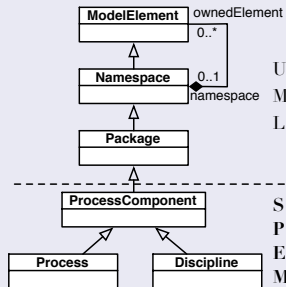 ModelElement
ownedElement
0..*
Namespace
0..1
namespace
U
M
L
Package
ProcessComponent
S
P
E
M
Process
Discipline